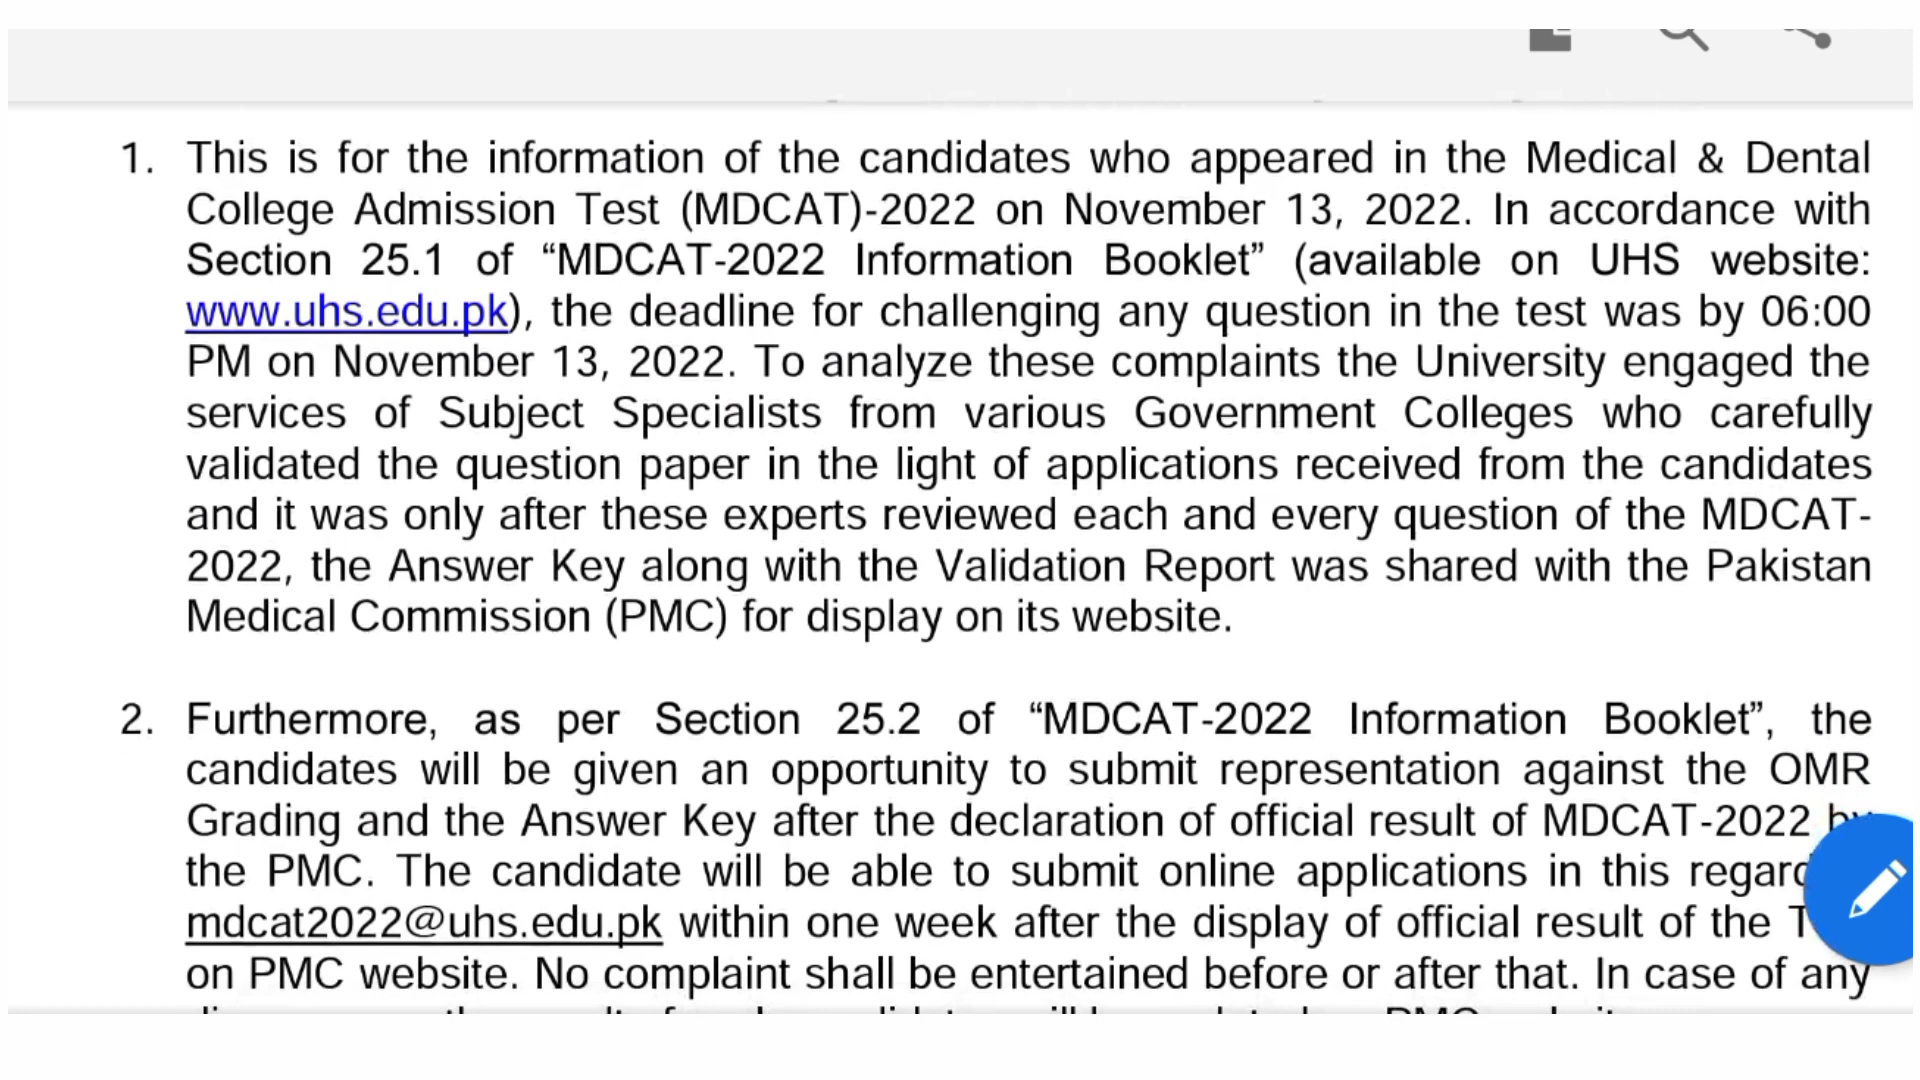 1. This is for the information of the candidates who appeared in the Medical & Dental
College Admission Test (MDCAT)-2022 on November 13, 2022. In accordance with
Section 25.1 of “MDCAT-2022 Information Booklet” (available on UHS website:
www.uhs.edu.pk), the deadline for challenging any question in the test was by 06:00
PM on November 13, 2022. To analyze these complaints the University engaged the
services of Subject Specialists from various Government Colleges who carefully
validated the question paper in the light of applications received from the candidates
and it was only after these experts reviewed each and every question of the MDCAT-
2022, the Answer Key along with the Validation Report was shared with the Pakistan
Medical Commission (PMC) for display on its website.
2. Furthermore, as per Section 25.2 of “MDCAT-2022 Information Booklet”, the
candidates will be given an opportunity to submit representation against the OMR
Grading and the Answer Key after the declaration of official result of MDCAT-2022 by
the PMC. The candidate will be able to submit online applications in this regard
mdcat2022@uhs.edu.pk within one week after the display of official result of the
on PMC website. No complaint shall be entertained before or after that. In case of any